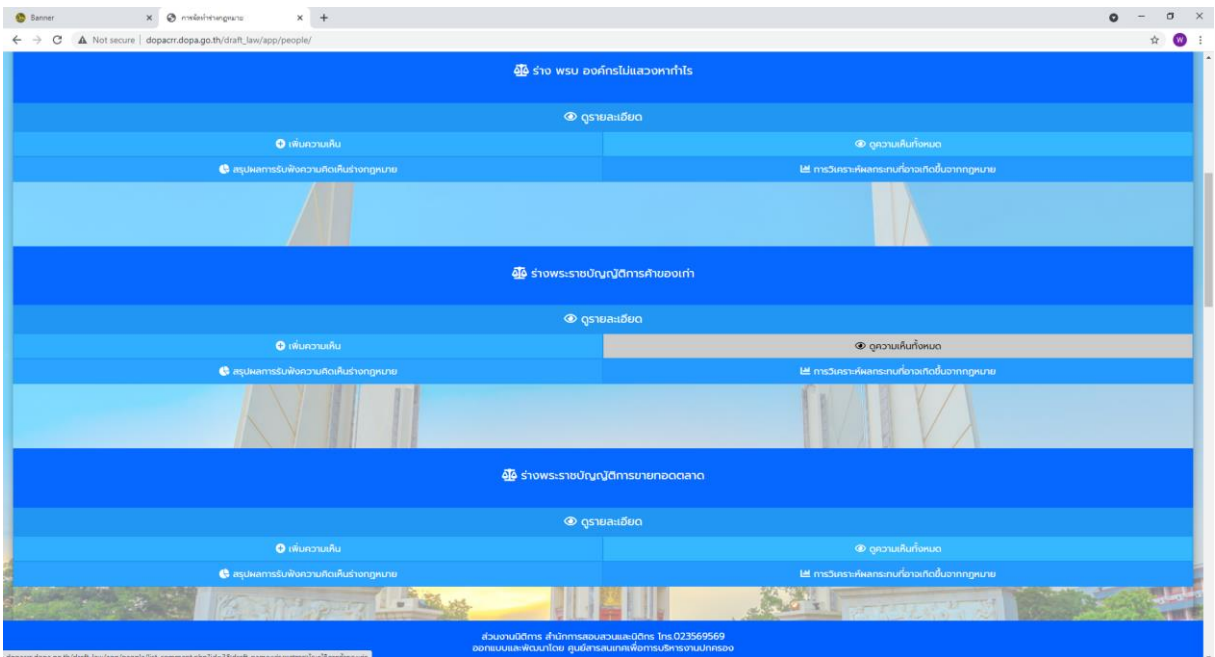 Banner
การจัดทำร่างกฎหมาย
Not secure | dopacrr.dopa.go.th/draft_law/app/people/
W
ร่าง พรบ องค์กรไม่แสวงหากำไร
ดูรายละเอียด
เพิ่มความเห็น
ดูความเห็นทั้งหมด
สรุปผลการรับฟังความคิดเห็นร่างกฎหมาย
การวิเคราะห์ผลกระทบที่อาจเกิดขึ้นจากกฎหมาย
ร่างพระราชบัญญัติการค้าของเก่า
ดูรายละเอียด
เพิ่มความเห็น
ดูความเห็นทั้งหมด
สรุปผลการรับฟังความคิดเห็นร่างกฎหมาย
การวิเคราะห์ผลกระทบที่อาจเกิดขึ้นจากกฎหมาย
ร่างพระราชบัญญัติการขายทอดตลาด
ดูรายละเอียด
เพิ่มความเห็น
ดูความเห็นทั้งหมด
สรุปผลการรับฟังความคิดเห็นร่างกฎหมาย
การวิเคราะห์ผลกระทบที่อาจเกิดขึ้นจากกฎหมาย
ส่วนงานนิติการ สำนักการสอบสวนและนิติกร โทร.023569569
ออกแบบและพัฒนาโดย ศูนย์สารสนเทศเพื่อการบริหารงานปกครอง